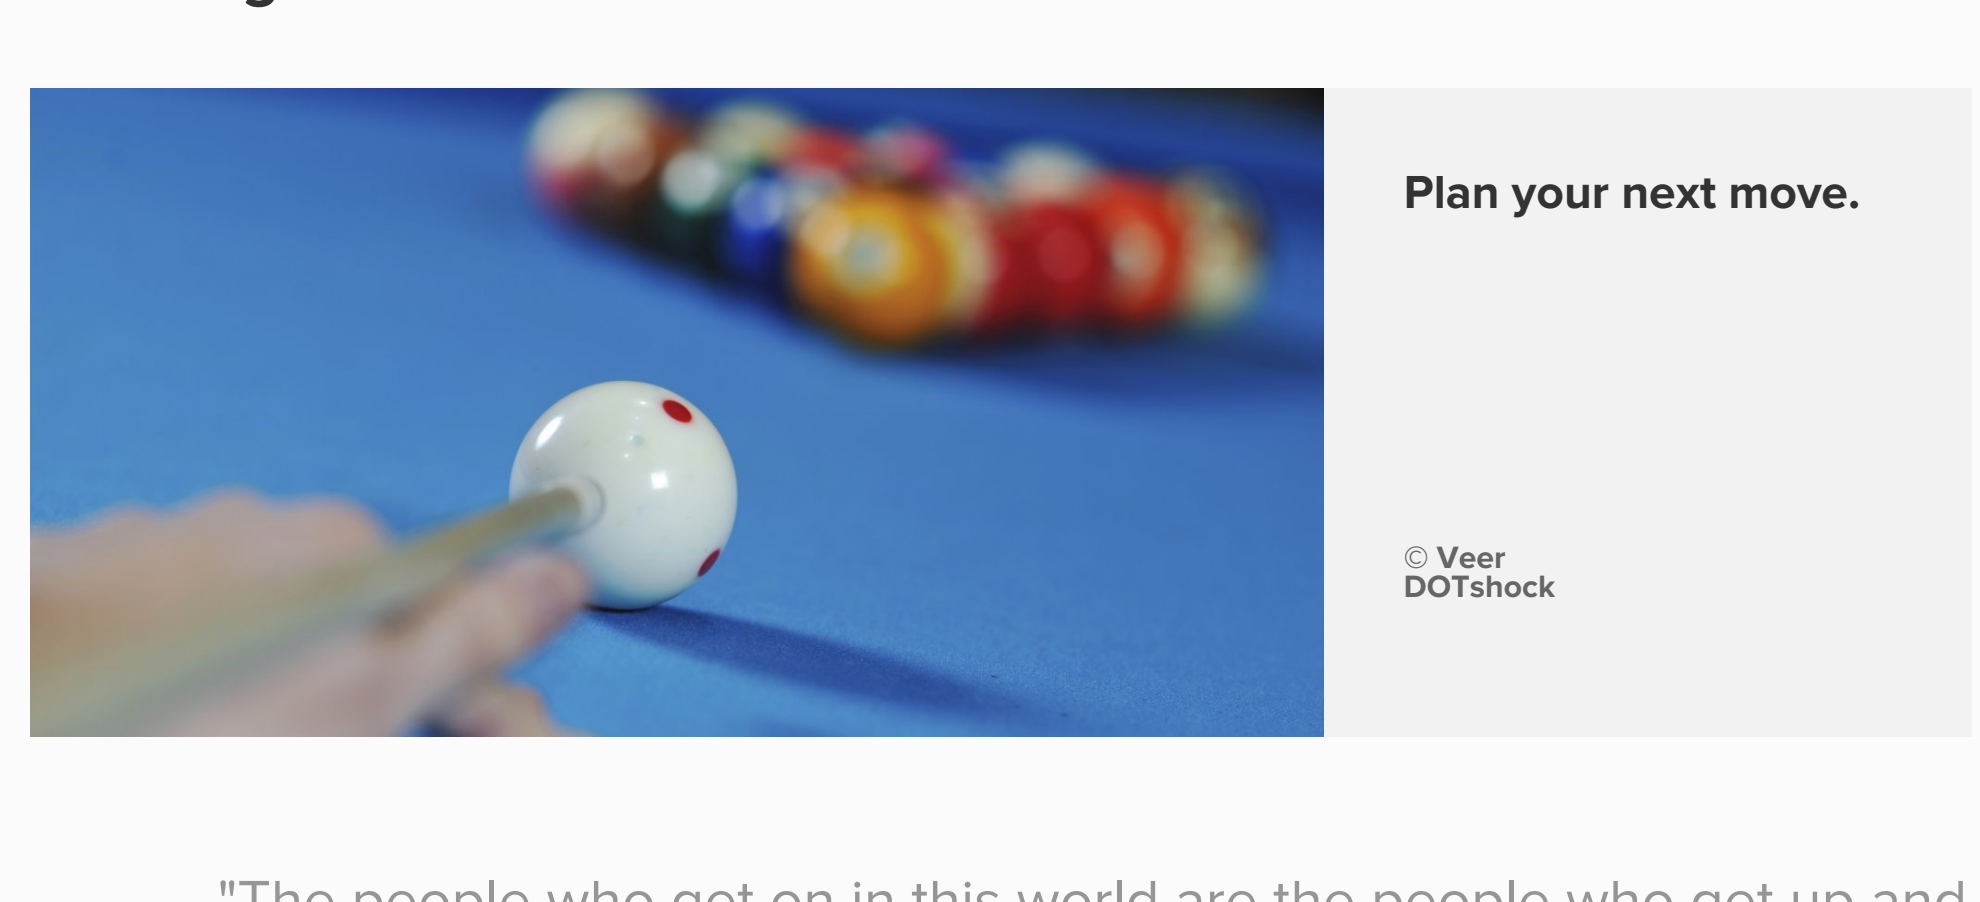 Plan your next move.
© Veer
DOTshock
"The people who get on in this world are the people who get up and